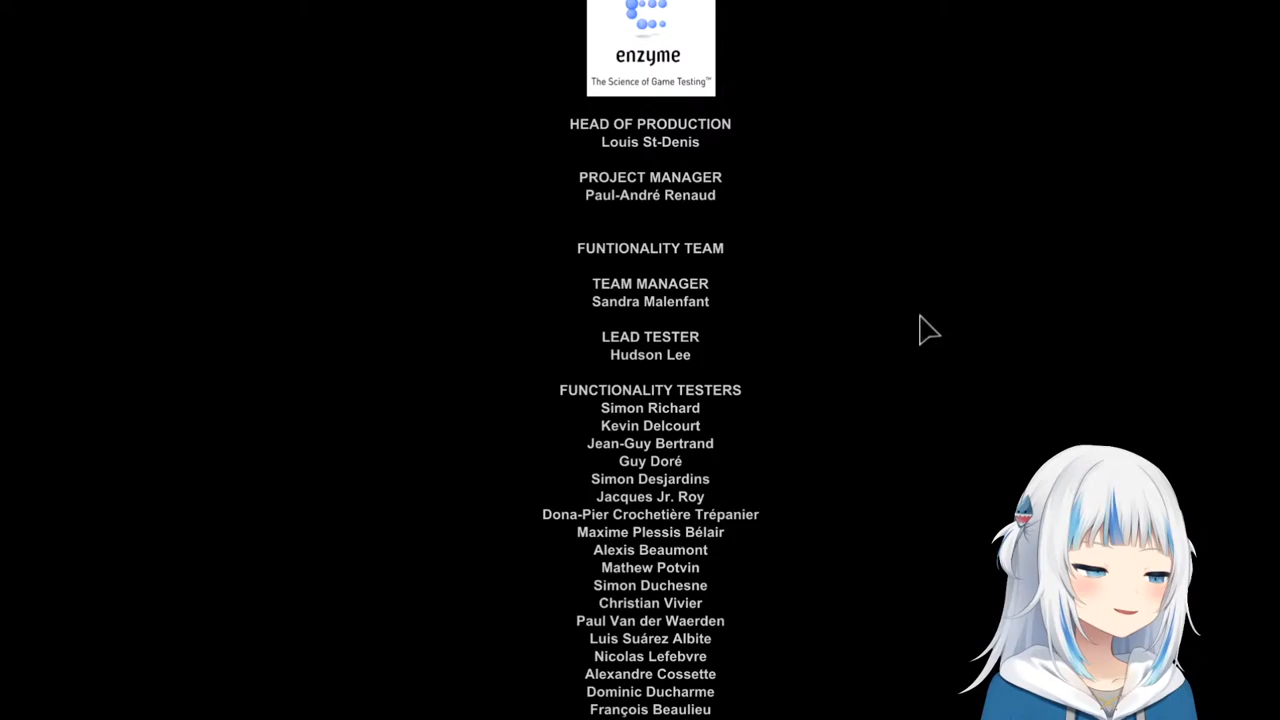 enzyme
The Science of Game Testing™
HEAD OF PRODUCTION
Louis St-Denis
PROJECT MANAGER
Paul-André Renaud
FUNTIONALITY TEAM
TEAM MANAGER
Sandra Malenfant
LEAD TESTER
Hudson Lee
FUNCTIONALITY TESTERS
Simon Richard
Kevin Delcourt
Jean-Guy Bertrand
Guy Doré
Simon Desjardins
Jacques Jr. Roy
Dona-Pier Crochetière Trépanier
Maxime Plessis Bélair
Alexis Beaumont
Mathew Potvin
Simon Duchesne
Christian Vivier
Paul Van der Waerden
Luis Suárez Albite
Nicolas Lefebvre
Alexandre Cossette
Dominic Ducharme
François Beaulieu